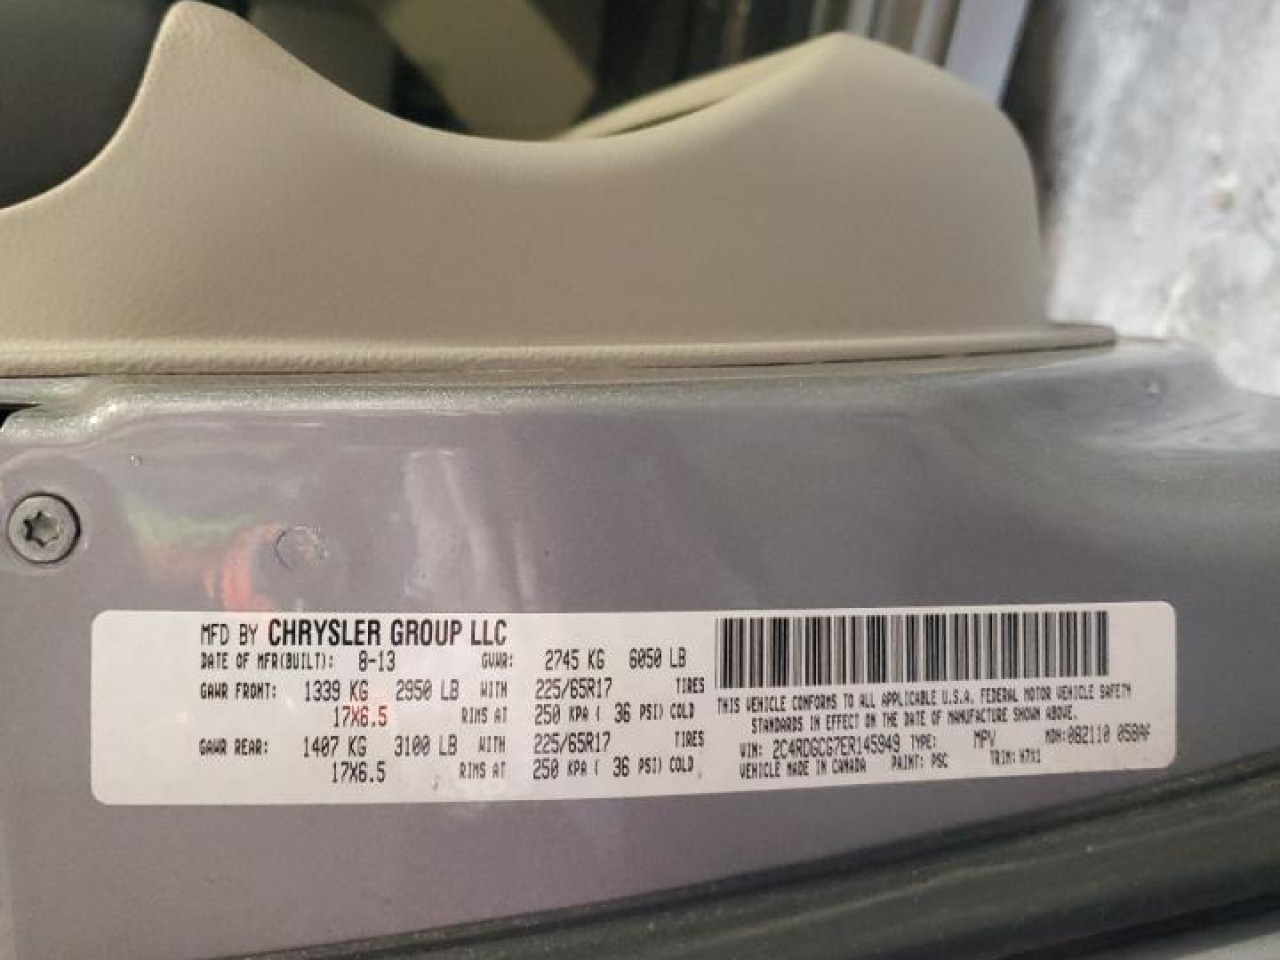 MFD BY CHRYSLER GROUP LLC
DATE OF MFR(BUILT): 8-13 GVWR: 2745 KG 6050 LB
GAWR FRONT: 1339 KG 2950 LB WITH 225/65R17 TIRES
17X6.5 RIMS AT 250 KPA ( 36 PSI) COLD
GAWR REAR: 1407 KG 3100 LB WITH 225/65R17 TIRES
17X6.5 RIMS AT 250 KPA ( 36 PSI) COLD
THIS VEHICLE CONFORMS TO ALL APPLICABLE U.S.A. FEDERAL MOTOR VEHICLE SAFETY
STANDARDS IN EFFECT ON THE DATE OF MANUFACTURE SHOWN ABOVE.
VIN: 2C4RDGCG7ER145949 TYPE: MPV MDH:082110 058AF
VEHICLE MADE IN CANADA PAINT: PSC TRIM: